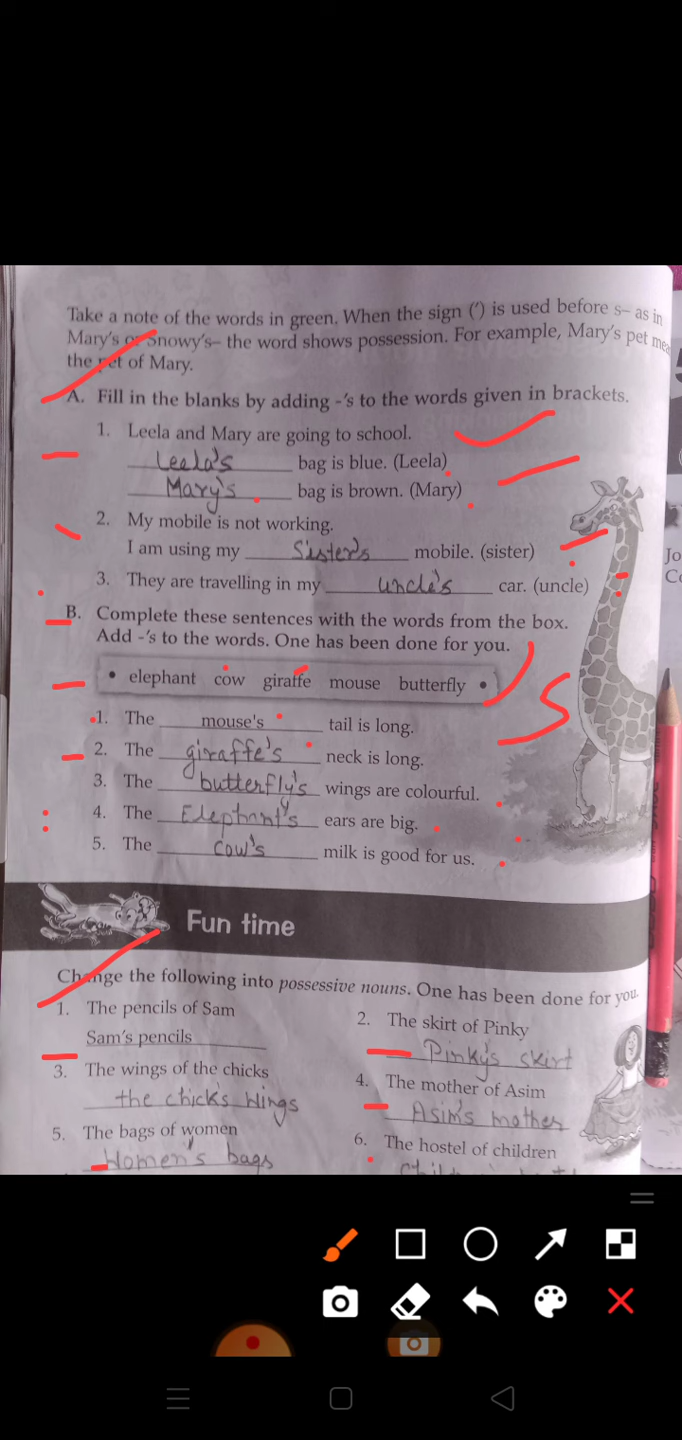 Take a note of the words in green. When the sign (') is used before s– as in
Mary's or Snowy's– the word shows possession. For example, Mary's pet mea
the pet of Mary.
A. Fill in the blanks by adding -'s to the words given in brackets.
1. Leela and Mary are going to school.
Leela's bag is blue. (Leela)
Mary's bag is brown. (Mary)
2. My mobile is not working.
I am using my Sister's mobile. (sister)
3. They are travelling in my uncle's car. (uncle)
Jo
B. Complete these sentences with the words from the box.
Add -'s to the words. One has been done for you.
• elephant cow giraffe mouse butterfly •
1. The mouse's tail is long.
2. The giraffe's neck is long.
3. The butterfly's wings are colourful.
4. The Elephant's ears are big.
5. The cow's milk is good for us.
Fun time
Change the following into possessive nouns. One has been done for you.
1. The pencils of Sam
Sam's pencils
2. The skirt of Pinky
Pinky's skirt
3. The wings of the chicks
the chick's wings
4. The mother of Asim
Asim's mother
5. The bags of women
Women's bags
6. The hostel of children